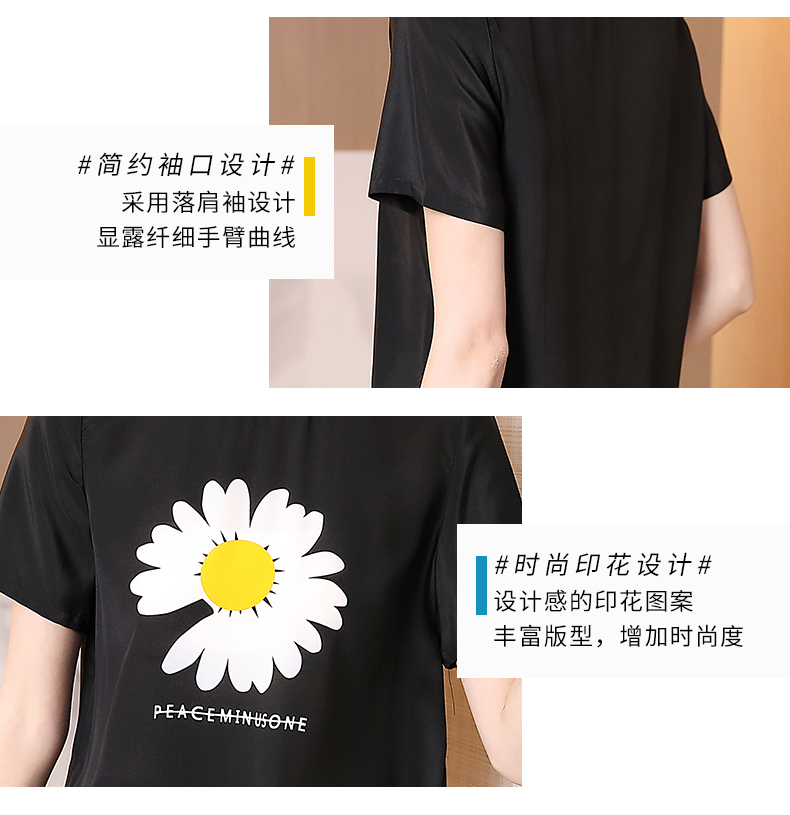 #简约袖口设计#
采用落肩袖设计
显露纤细手臂曲线
#时尚印花设计#
设计感的印花图案
丰富版型，增加时尚度
PEACEMINUSONE